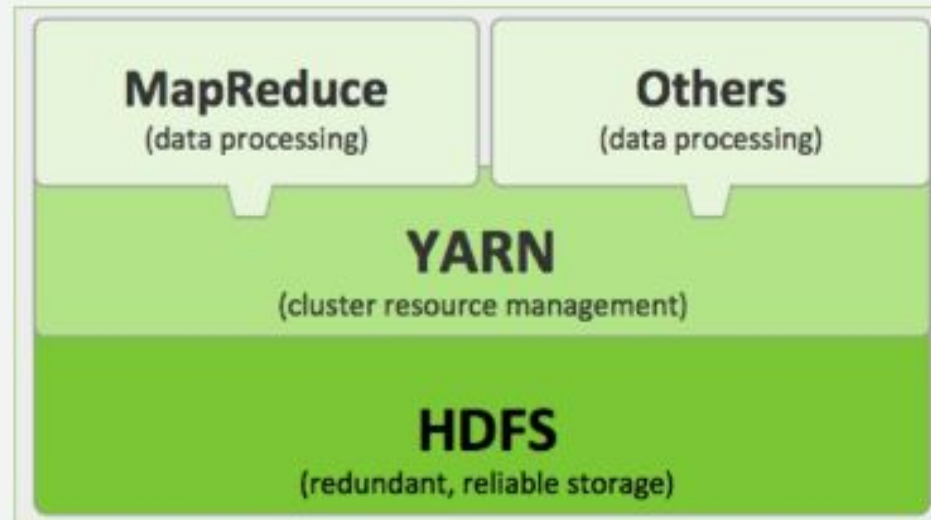 MapReduce
(data processing)
Others
(data processing)
YARN
(cluster resource management)
HDFS
(redundant, reliable storage)